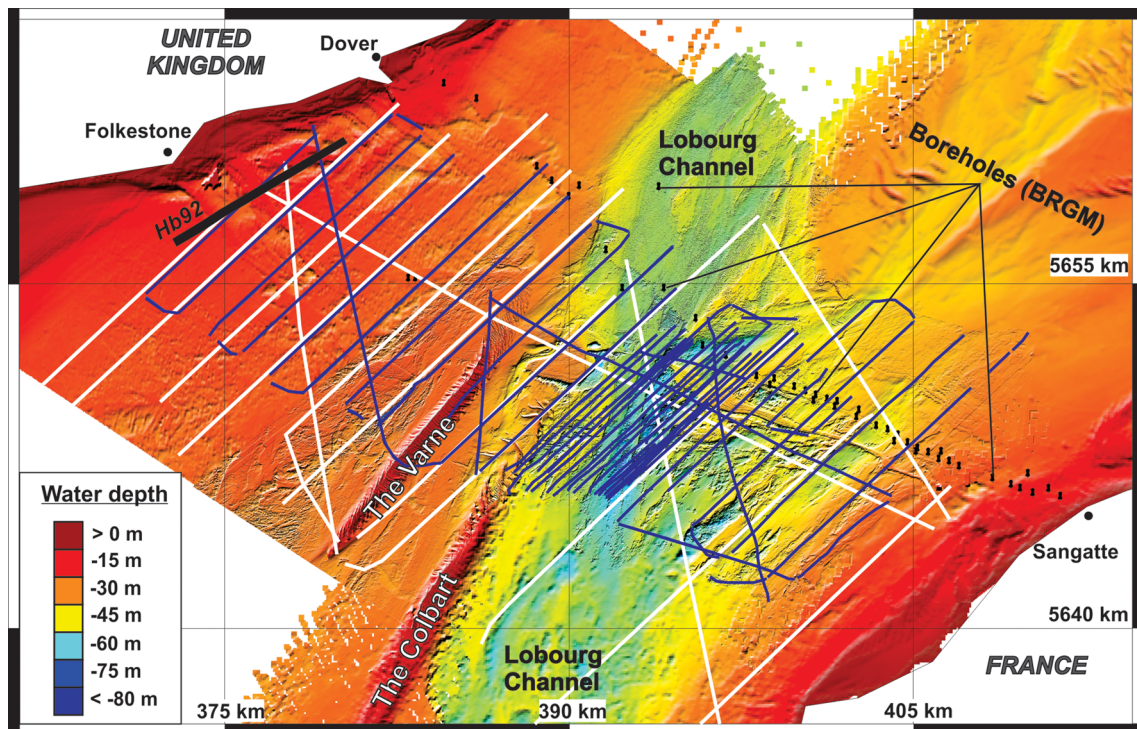 UNITED
KINGDOM
Dover
Folkestone
Hb92
Lobourg
Channel
Boreholes (BRGM)
5655 km
The Varne
The Colbart
Sangatte
5640 km
FRANCE
Lobourg
Channel
Water depth
> 0 m
-15 m
-30 m
-45 m
-60 m
-75 m
< -80 m
375 km
390 km
405 km